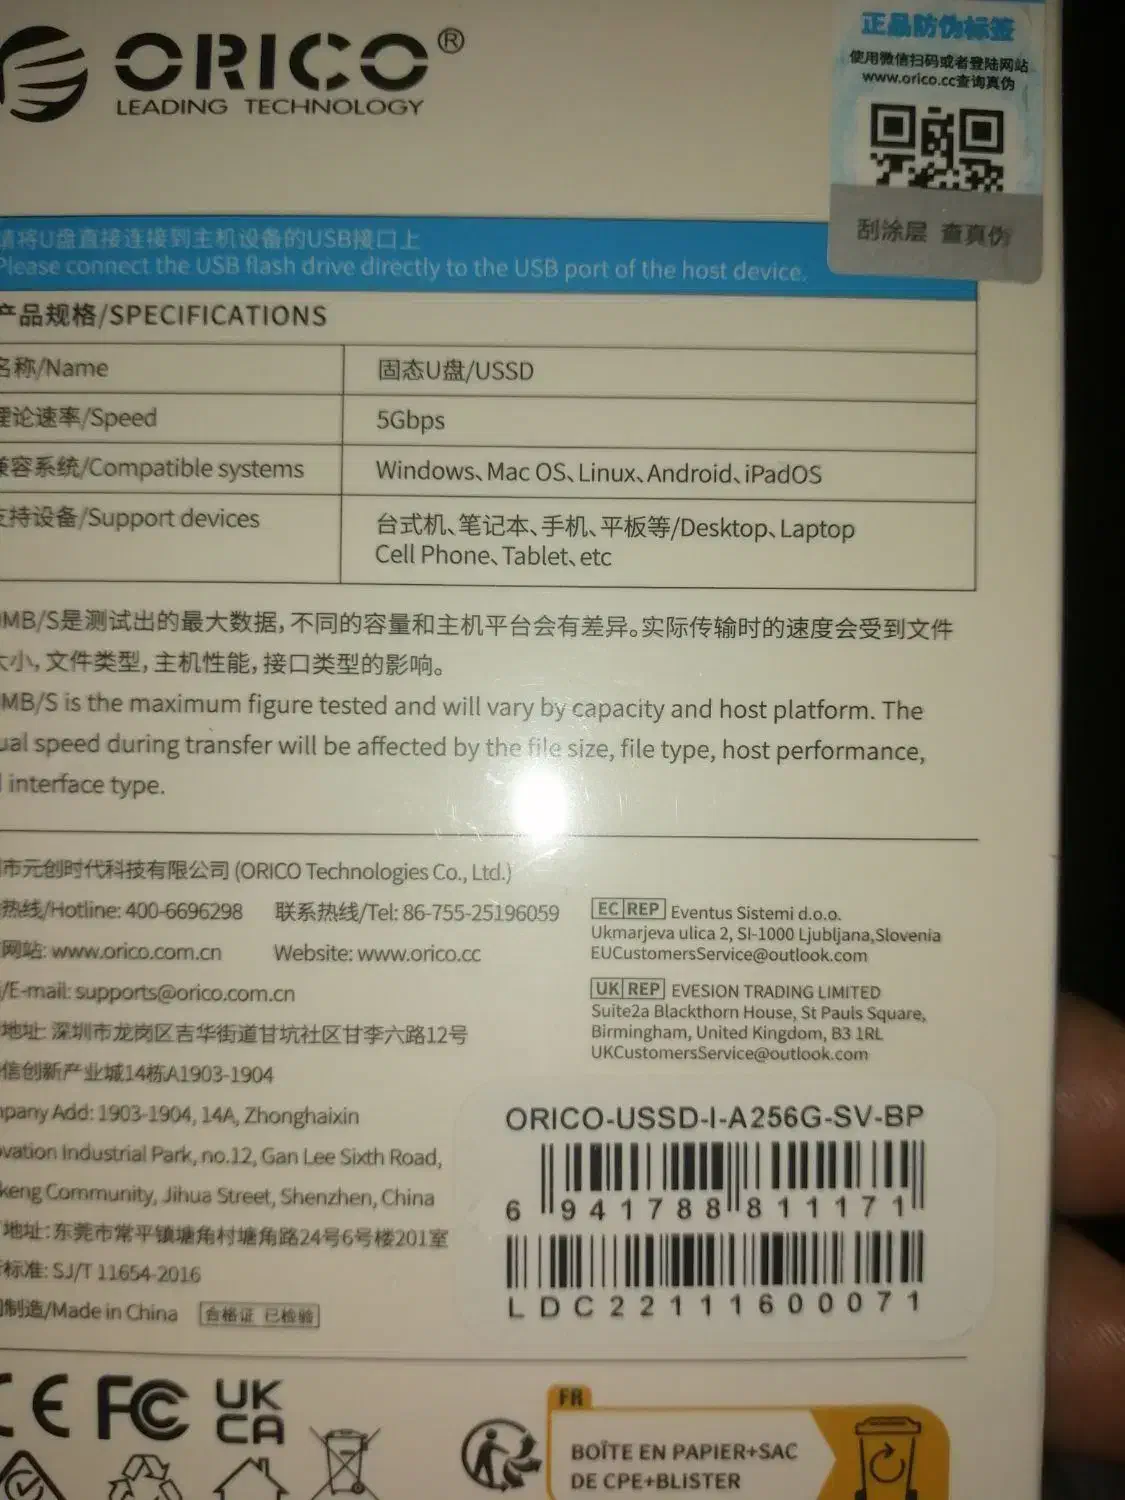 ORICO®
LEADING TECHNOLOGY
正品防伪标签
使用微信扫码或者登陆网站
www.orico.cc查询真伪
刮涂层 查真伪
请将U盘直接连接到主机设备的USB接口上
Please connect the USB flash drive directly to the USB port of the host device.
产品规格/SPECIFICATIONS
名称/Name
固态U盘/USSD
理论速率/Speed
5Gbps
兼容系统/Compatible systems
Windows、Mac OS、Linux、Android、iPadOS
支持设备/Support devices
台式机、笔记本、手机、平板等/Desktop、Laptop
Cell Phone、Tablet、etc
MB/S是测试出的最大数据,不同的容量和主机平台会有差异。实际传输时的速度会受到文件
大小,文件类型,主机性能,接口类型的影响。
MB/S is the maximum figure tested and will vary by capacity and host platform. The
ual speed during transfer will be affected by the file size, file type, host performance,
interface type.
市元创时代科技有限公司 (ORICO Technologies Co., Ltd.)
热线/Hotline: 400-6696298
联系热线/Tel: 86-755-25196059
网站: www.orico.com.cn
Website: www.orico.cc
/E-mail: supports@orico.com.cn
地址: 深圳市龙岗区吉华街道甘坑社区甘李六路12号
信创新产业城14栋A1903-1904
pany Add: 1903-1904, 14A, Zhonghaixin
vation Industrial Park, no.12, Gan Lee Sixth Road,
keng Community, Jihua Street, Shenzhen, China
地址: 东莞市常平镇塘角村塘角路24号6号楼201室
标准: SJ/T 11654-2016
制造/Made in China
合格证 已检验
EC REP Eventus Sistemi d.o.o.
Ukmarjeva ulica 2, SI-1000 Ljubljana,Slovenia
EUCustomersService@outlook.com
UK REP EVESION TRADING LIMITED
Suite2a Blackthorn House, St Pauls Square,
Birmingham, United Kingdom, B3 1RL
UKCustomersService@outlook.com
ORICO-USSD-I-A256G-SV-BP
6 941788 811171
LDC22111600071
CE FC UK
CA
FR
BOÎTE EN PAPIER+SAC
DE CPE+BLISTER